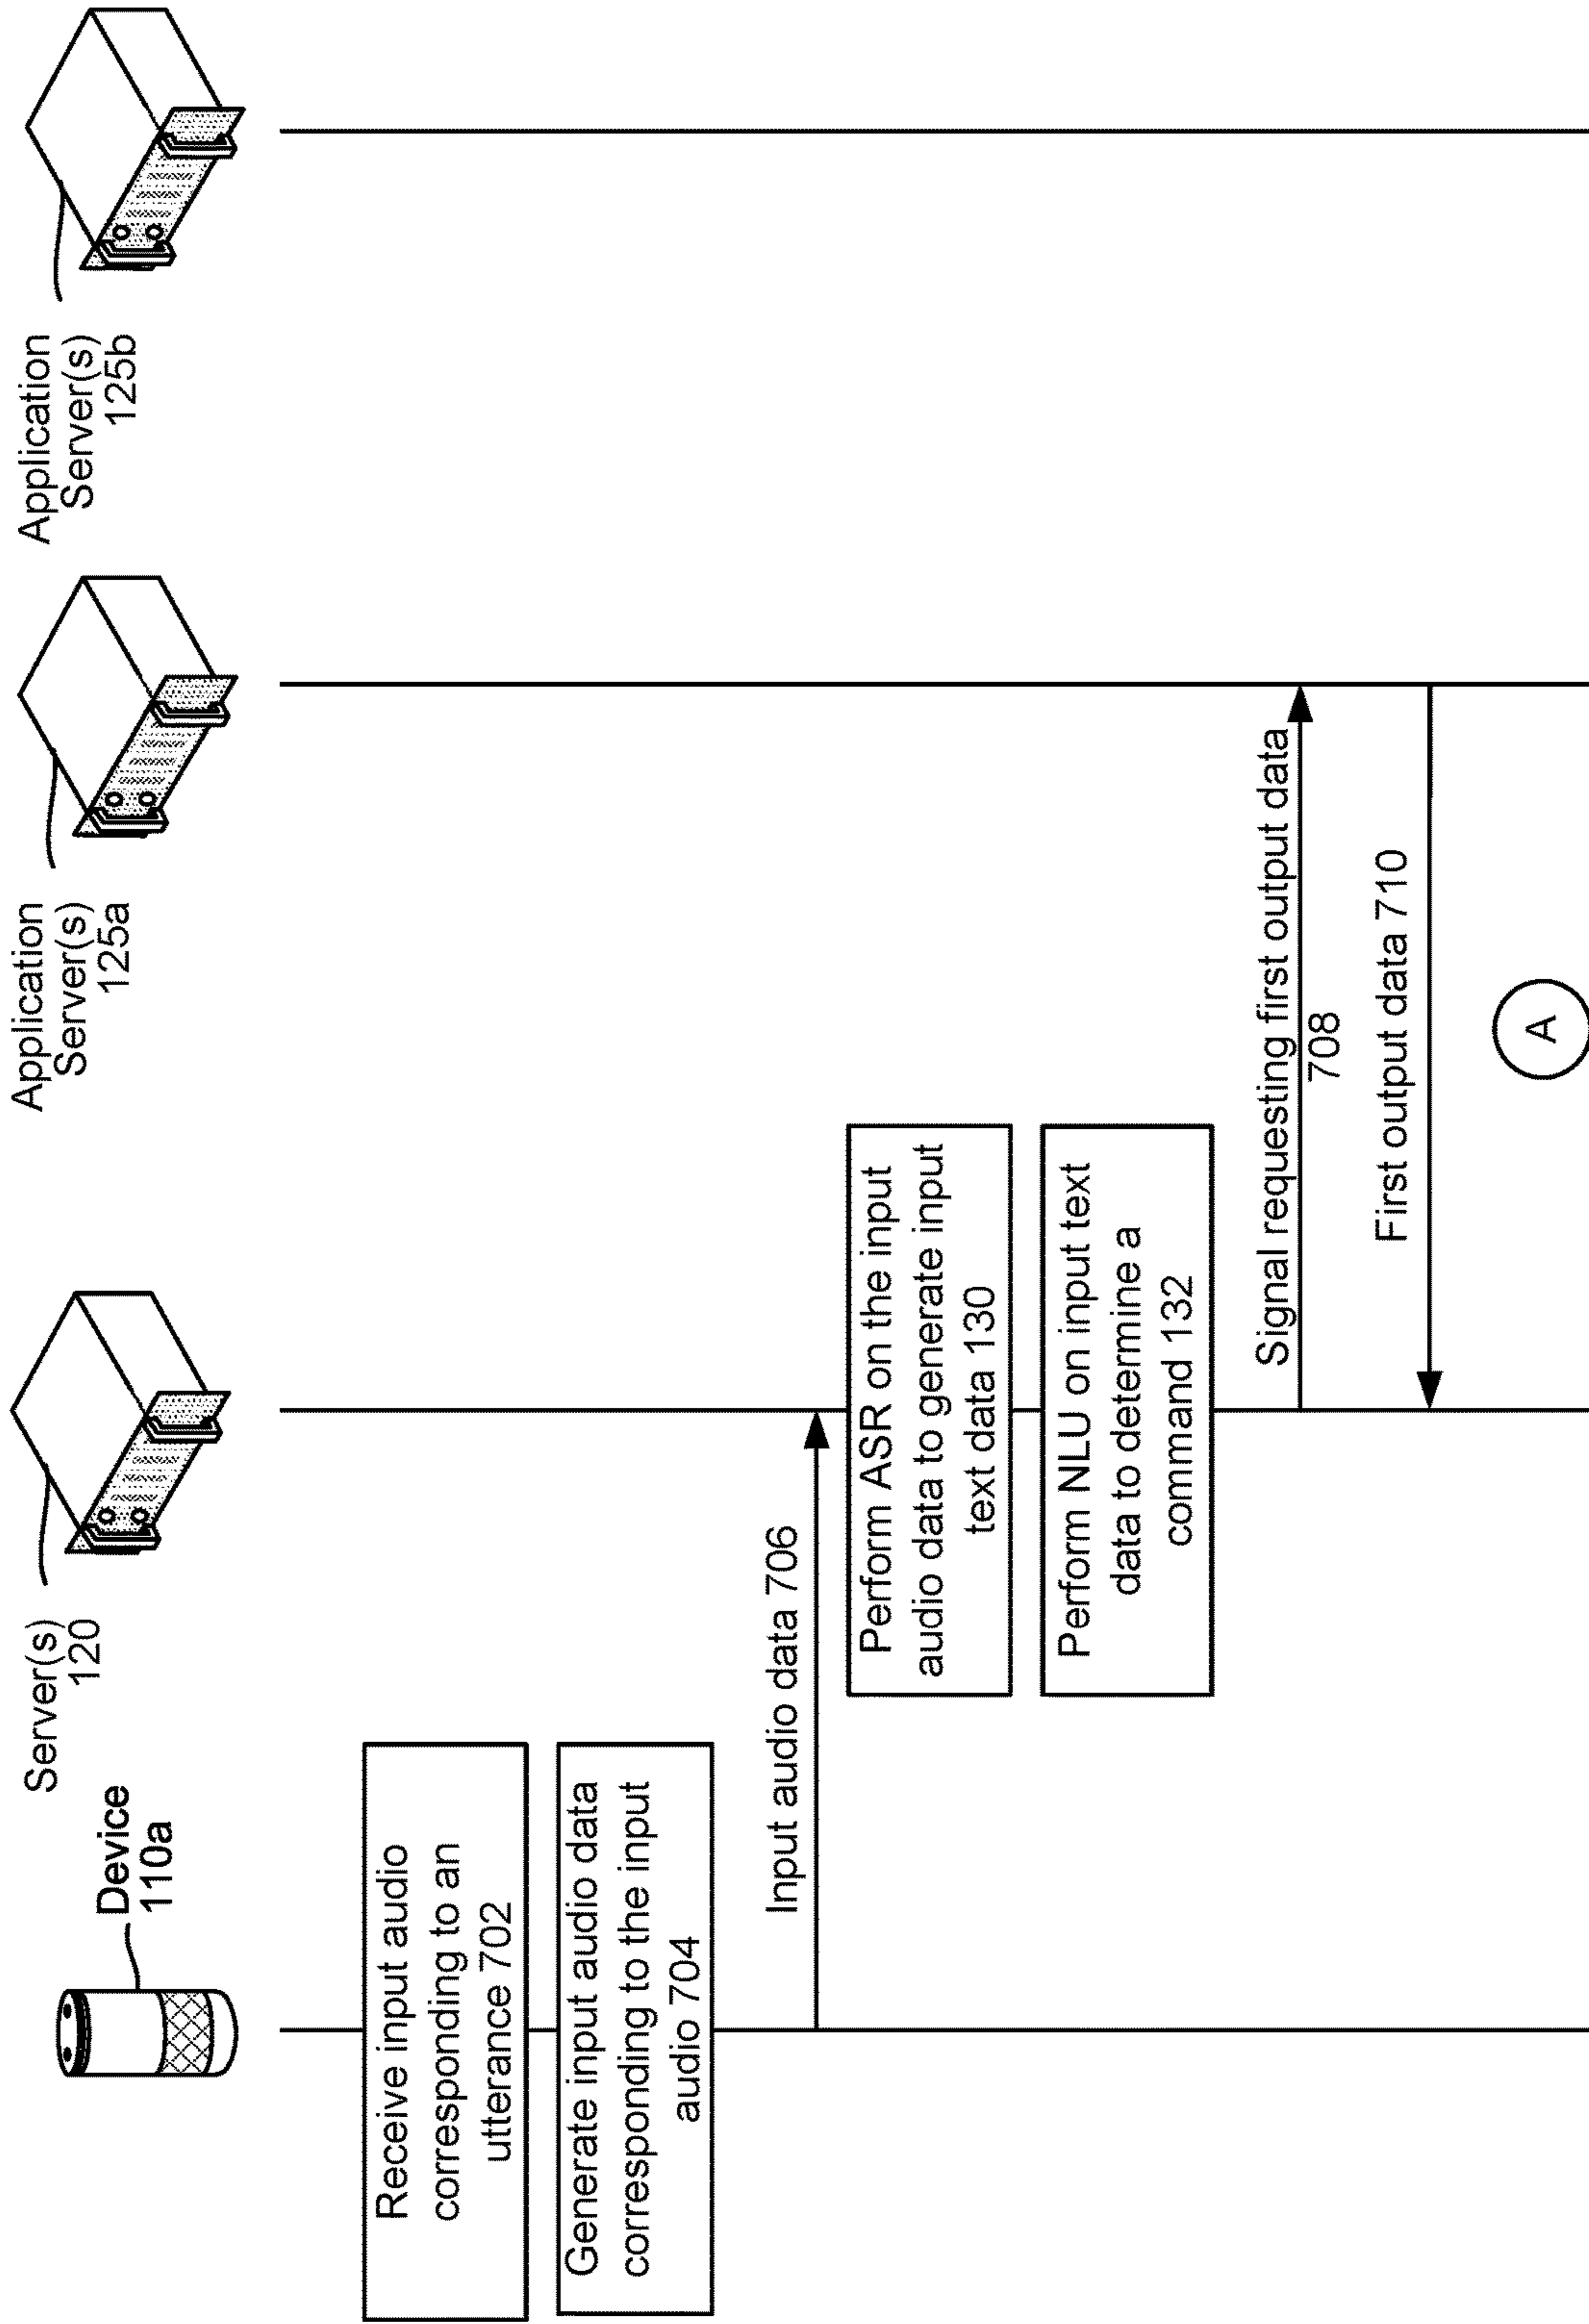 Device
110a
Server(s)
120
Application
Server(s)
125a
Application
Server(s)
125b
Receive input audio
corresponding to an
utterance 702
Generate input audio data
corresponding to the input
audio 704
Input audio data 706
Perform ASR on the input
audio data to generate input
text data 130
Perform NLU on input text
data to determine a
command 132
Signal requesting first output data
708
First output data 710
A